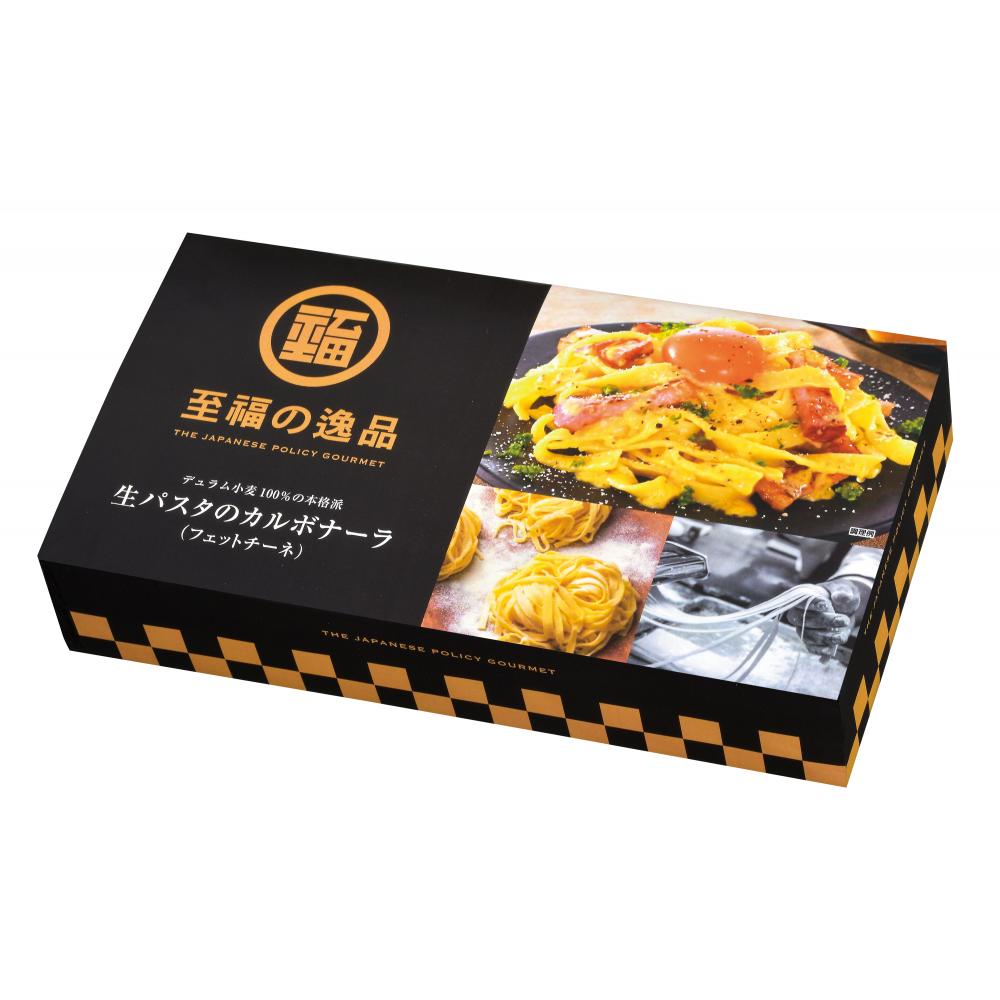 至福
至福の逸品
THE JAPANESE POLICY GOURMET
デュラム小麦100%の本格派
生パスタのカルボナーラ
(フェットチーネ)
調理例
THE JAPANESE POLICY GOURMET